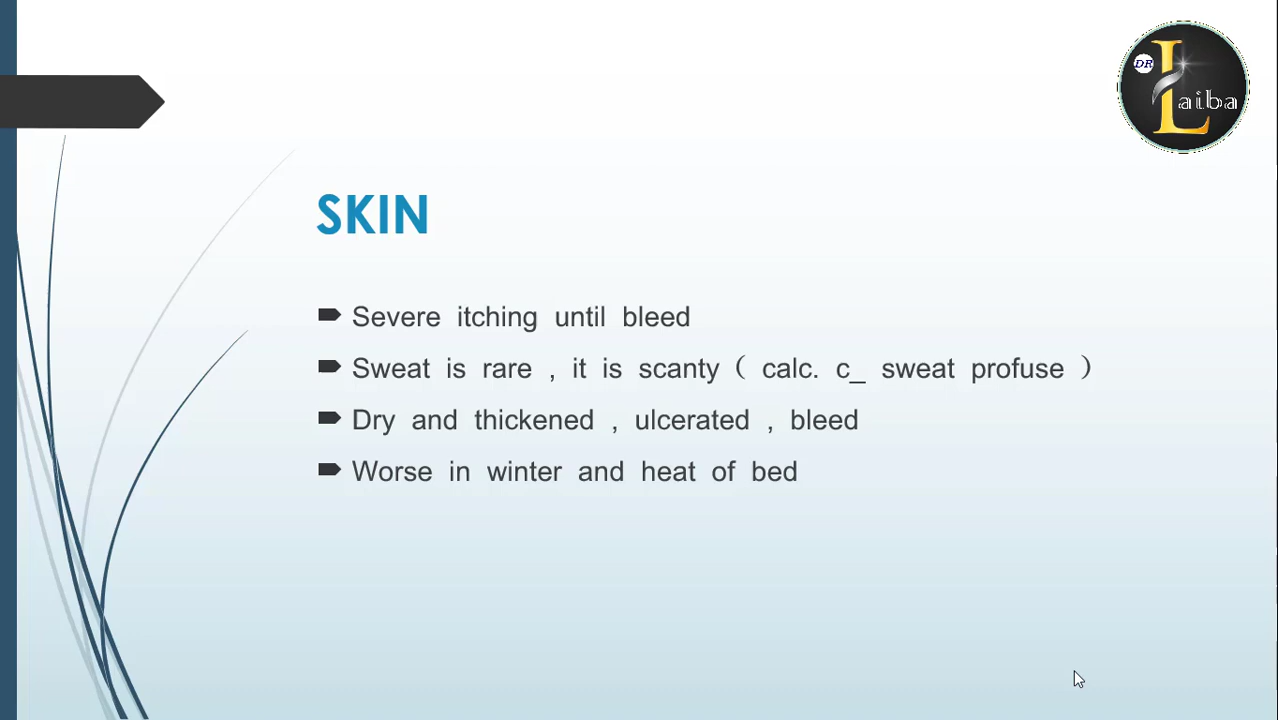 DR
Laiba
SKIN
Severe itching until bleed
Sweat is rare , it is scanty ( calc. c_ sweat profuse )
Dry and thickened , ulcerated , bleed
Worse in winter and heat of bed